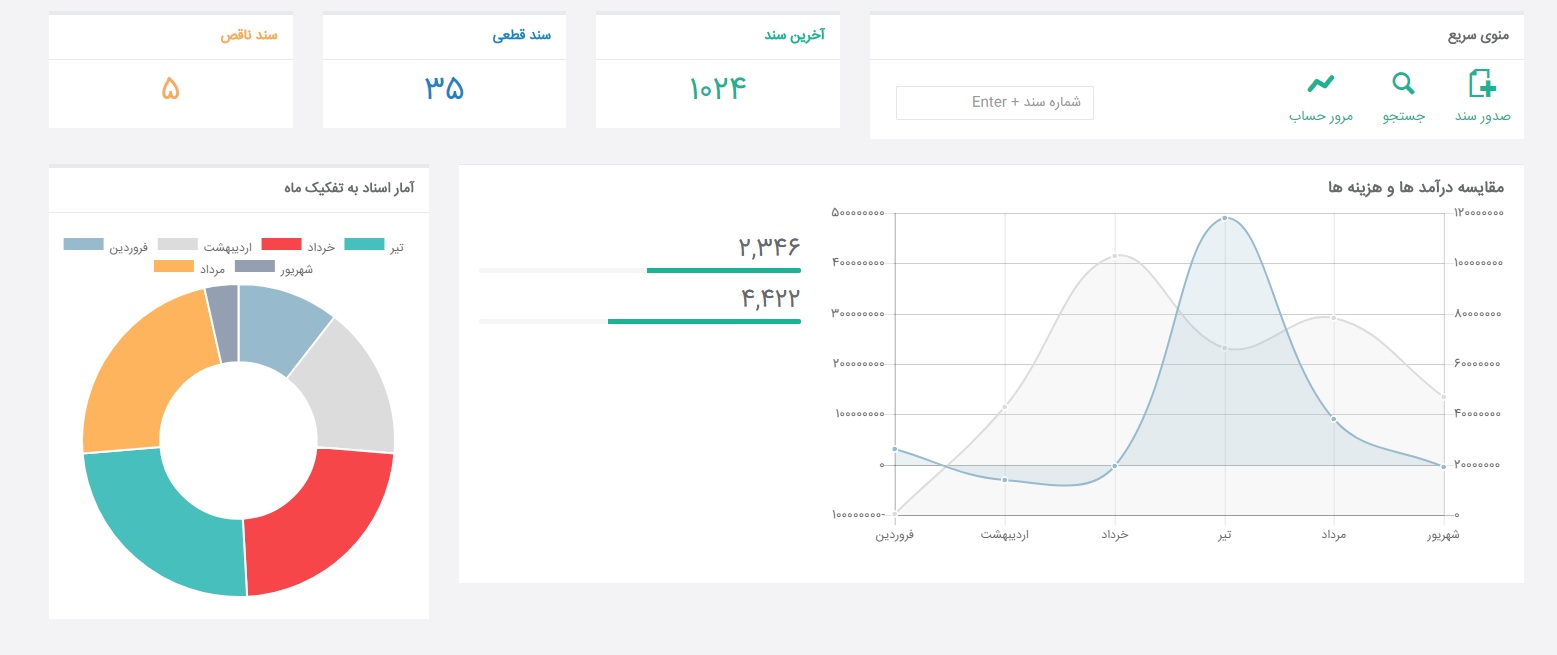 منوی سریع
صدور سند
جستجو
مرور حساب
شماره سند + Enter
آخرین سند
۱۰۲۴
سند قطعی
۳۵
سند ناقص
۵
مقایسه درآمد ها و هزینه ها
۱۲۰۰۰۰۰۰۰
۱۰۰۰۰۰۰۰۰
۸۰۰۰۰۰۰۰
۶۰۰۰۰۰۰۰
۴۰۰۰۰۰۰۰
۲۰۰۰۰۰۰۰
۰
۵۰۰۰۰۰۰۰۰
۴۰۰۰۰۰۰۰۰
۳۰۰۰۰۰۰۰۰
۲۰۰۰۰۰۰۰۰
۱۰۰۰۰۰۰۰۰
۰
-۱۰۰۰۰۰۰۰۰
فروردین اردیبهشت خرداد تیر مرداد شهریور
۲,۳۴۶
۴,۴۲۲
آمار اسناد به تفکیک ماه
فروردین اردیبهشت خرداد تیر
مرداد شهریور